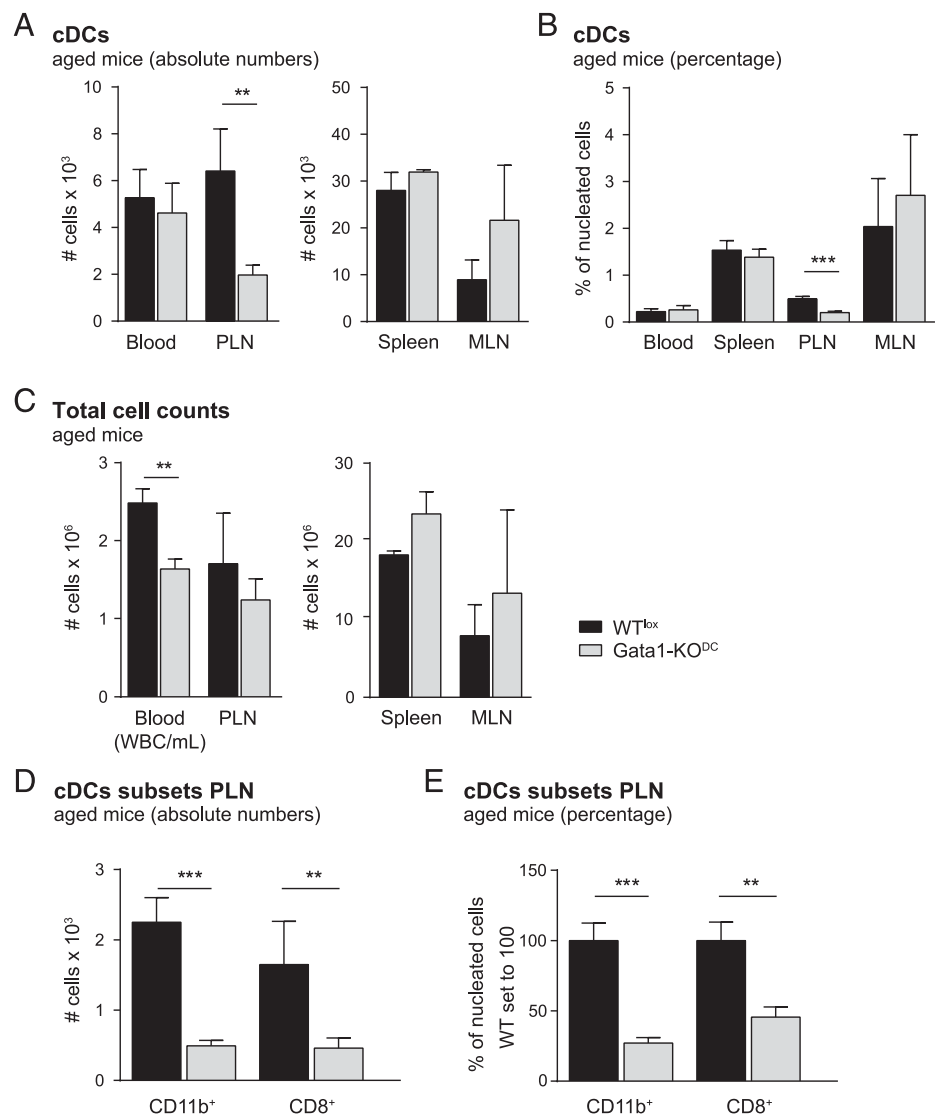 A cDCs
aged mice (absolute numbers)
# cells x 10³
10
8
6
4
2
0
**
Blood PLN
# cells x 10³
50
40
30
20
10
0
Spleen MLN
B cDCs
aged mice (percentage)
% of nucleated cells
5
4
3
2
1
0
***
Blood Spleen PLN MLN
C Total cell counts
aged mice
# cells x 10⁶
3
2
1
0
**
Blood PLN
(WBC/mL)
# cells x 10⁶
30
20
10
0
Spleen MLN
WTˡᵒˣ
Gata1-KOᴰᶜ
D cDCs subsets PLN
aged mice (absolute numbers)
# cells x 10³
3
2
1
0
*** **
CD11b⁺ CD8⁺
E cDCs subsets PLN
aged mice (percentage)
% of nucleated cells
WT set to 100
150
100
50
0
*** **
CD11b⁺ CD8⁺